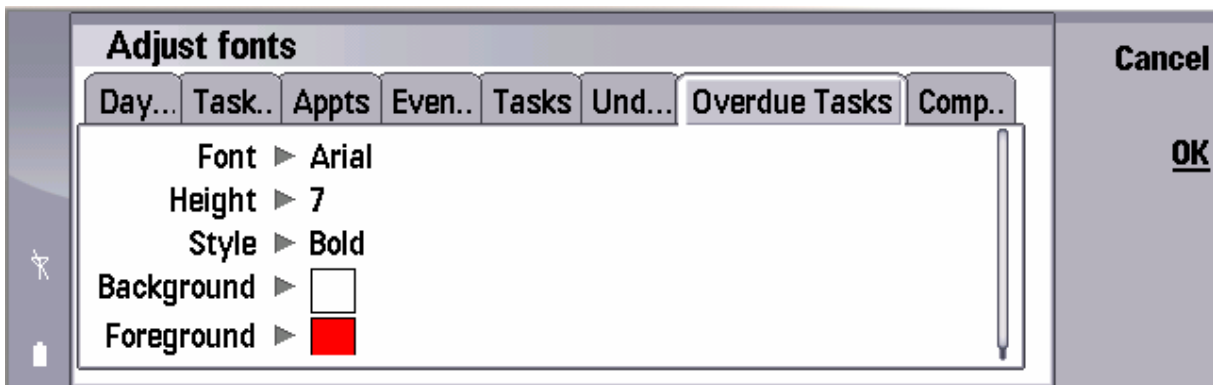 Adjust fonts
Cancel
Day... Task.. Appts Even.. Tasks Und... Overdue Tasks Comp..
Font Arial
OK
Height 7
Style Bold
Background
Foreground